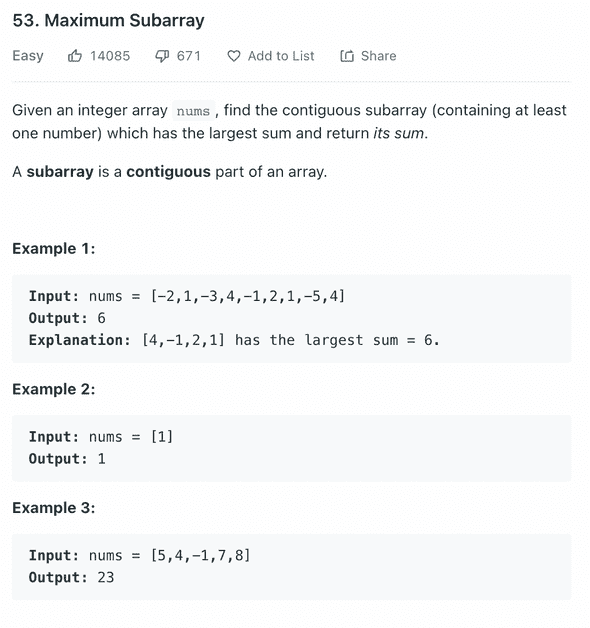 53. Maximum Subarray
Easy 14085 671 Add to List Share
Given an integer array nums , find the contiguous subarray (containing at least
one number) which has the largest sum and return its sum.
A subarray is a contiguous part of an array.
Example 1:
Input: nums = [-2,1,-3,4,-1,2,1,-5,4]
Output: 6
Explanation: [4,-1,2,1] has the largest sum = 6.
Example 2:
Input: nums = [1]
Output: 1
Example 3:
Input: nums = [5,4,-1,7,8]
Output: 23